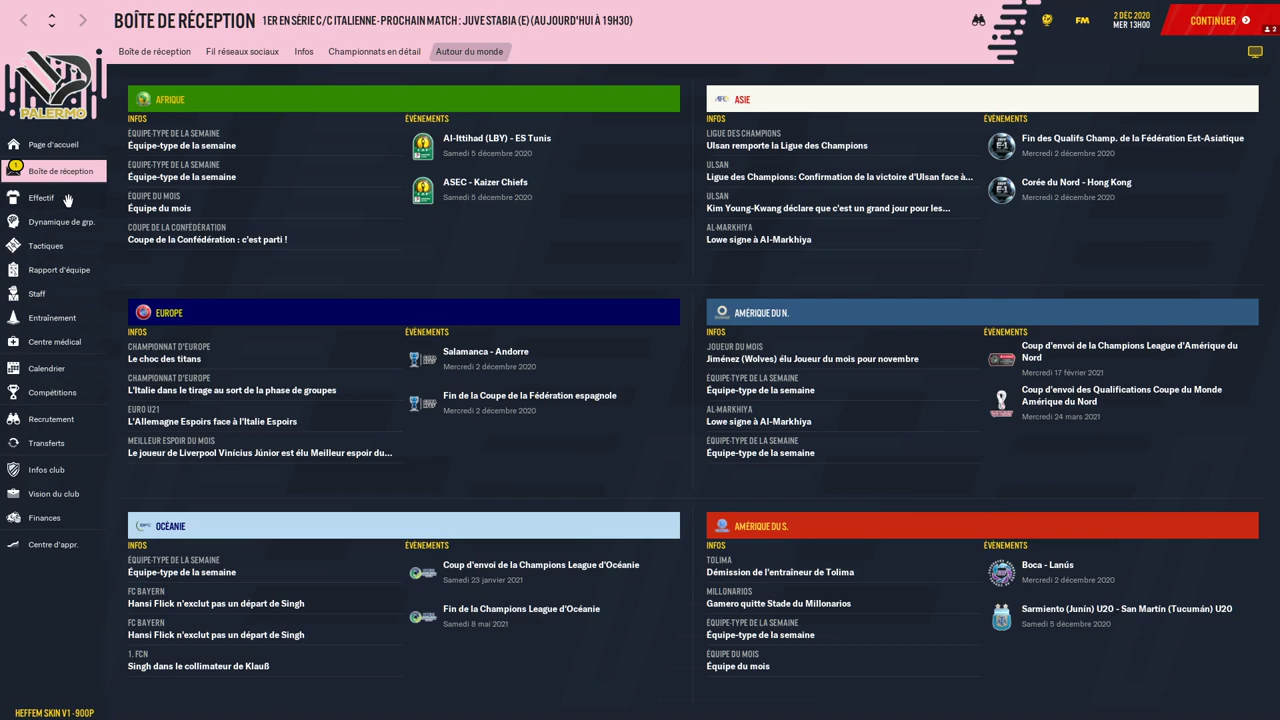 BOÎTE DE RÉCEPTION
1ER EN SÉRIE C/C ITALIENNE - PROCHAIN MATCH : JUVE STABIA (E) (AUJOURD'HUI À 19H30)
FM
2 DÉC 2020
MER 13H00
CONTINUER
2
Boîte de réception
Fil réseaux sociaux
Infos
Championnats en détail
Autour du monde
PALERMO
Page d'accueil
1
Boîte de réception
Effectif
Dynamique de grp.
Tactiques
Rapport d'équipe
Staff
Entraînement
Centre médical
Calendrier
Compétitions
Recrutement
Transferts
Infos club
Vision du club
Finances
Centre d'appr.
HEFFEM SKIN V1 - 900P
AFRIQUE
INFOS
ÉQUIPE-TYPE DE LA SEMAINE
Équipe-type de la semaine
ÉQUIPE-TYPE DE LA SEMAINE
Équipe-type de la semaine
ÉQUIPE DU MOIS
Équipe du mois
COUPE DE LA CONFÉDÉRATION
Coupe de la Confédération : c'est parti !
ÉVÈNEMENTS
Al-Ittihad (LBY) - ES Tunis
Samedi 5 décembre 2020
ASEC - Kaizer Chiefs
Samedi 5 décembre 2020
AFC
ASIE
INFOS
LIGUE DES CHAMPIONS
Ulsan remporte la Ligue des Champions
ULSAN
Ligue des Champions: Confirmation de la victoire d'Ulsan face à...
ULSAN
Kim Young-Kwang déclare que c'est un grand jour pour les...
AL-MARKHIYA
Lowe signe à Al-Markhiya
ÉVÈNEMENTS
Fin des Qualifs Champ. de la Fédération Est-Asiatique
Mercredi 2 décembre 2020
Corée du Nord - Hong Kong
Mercredi 2 décembre 2020
EUROPE
INFOS
CHAMPIONNAT D'EUROPE
Le choc des titans
CHAMPIONNAT D'EUROPE
L'Italie dans le tirage au sort de la phase de groupes
EURO U21
L'Allemagne Espoirs face à l'Italie Espoirs
MEILLEUR ESPOIR DU MOIS
Le joueur de Liverpool Vinícius Júnior est élu Meilleur espoir du...
ÉVÈNEMENTS
Salamanca - Andorre
Mercredi 2 décembre 2020
Fin de la Coupe de la Fédération espagnole
Mercredi 2 décembre 2020
AMÉRIQUE DU N.
INFOS
JOUEUR DU MOIS
Jiménez (Wolves) élu Joueur du mois pour novembre
ÉQUIPE-TYPE DE LA SEMAINE
Équipe-type de la semaine
AL-MARKHIYA
Lowe signe à Al-Markhiya
ÉQUIPE-TYPE DE LA SEMAINE
Équipe-type de la semaine
ÉVÈNEMENTS
Coup d'envoi de la Champions League d'Amérique du
Nord
Mercredi 17 février 2021
Coup d'envoi des Qualifications Coupe du Monde
Amérique du Nord
Mercredi 24 mars 2021
OCÉANIE
INFOS
ÉQUIPE-TYPE DE LA SEMAINE
Équipe-type de la semaine
FC BAYERN
Hansi Flick n'exclut pas un départ de Singh
FC BAYERN
Hansi Flick n'exclut pas un départ de Singh
1. FCN
Singh dans le collimateur de Klauß
ÉVÈNEMENTS
Coup d'envoi de la Champions League d'Océanie
Samedi 23 janvier 2021
Fin de la Champions League d'Océanie
Samedi 8 mai 2021
AMÉRIQUE DU S.
INFOS
TOLIMA
Démission de l'entraîneur de Tolima
MILLONARIOS
Gamero quitte Stade du Millonarios
ÉQUIPE-TYPE DE LA SEMAINE
Équipe-type de la semaine
ÉQUIPE DU MOIS
Équipe du mois
ÉVÈNEMENTS
Boca - Lanús
Mercredi 2 décembre 2020
Sarmiento (Junín) U20 - San Martín (Tucumán) U20
Samedi 5 décembre 2020